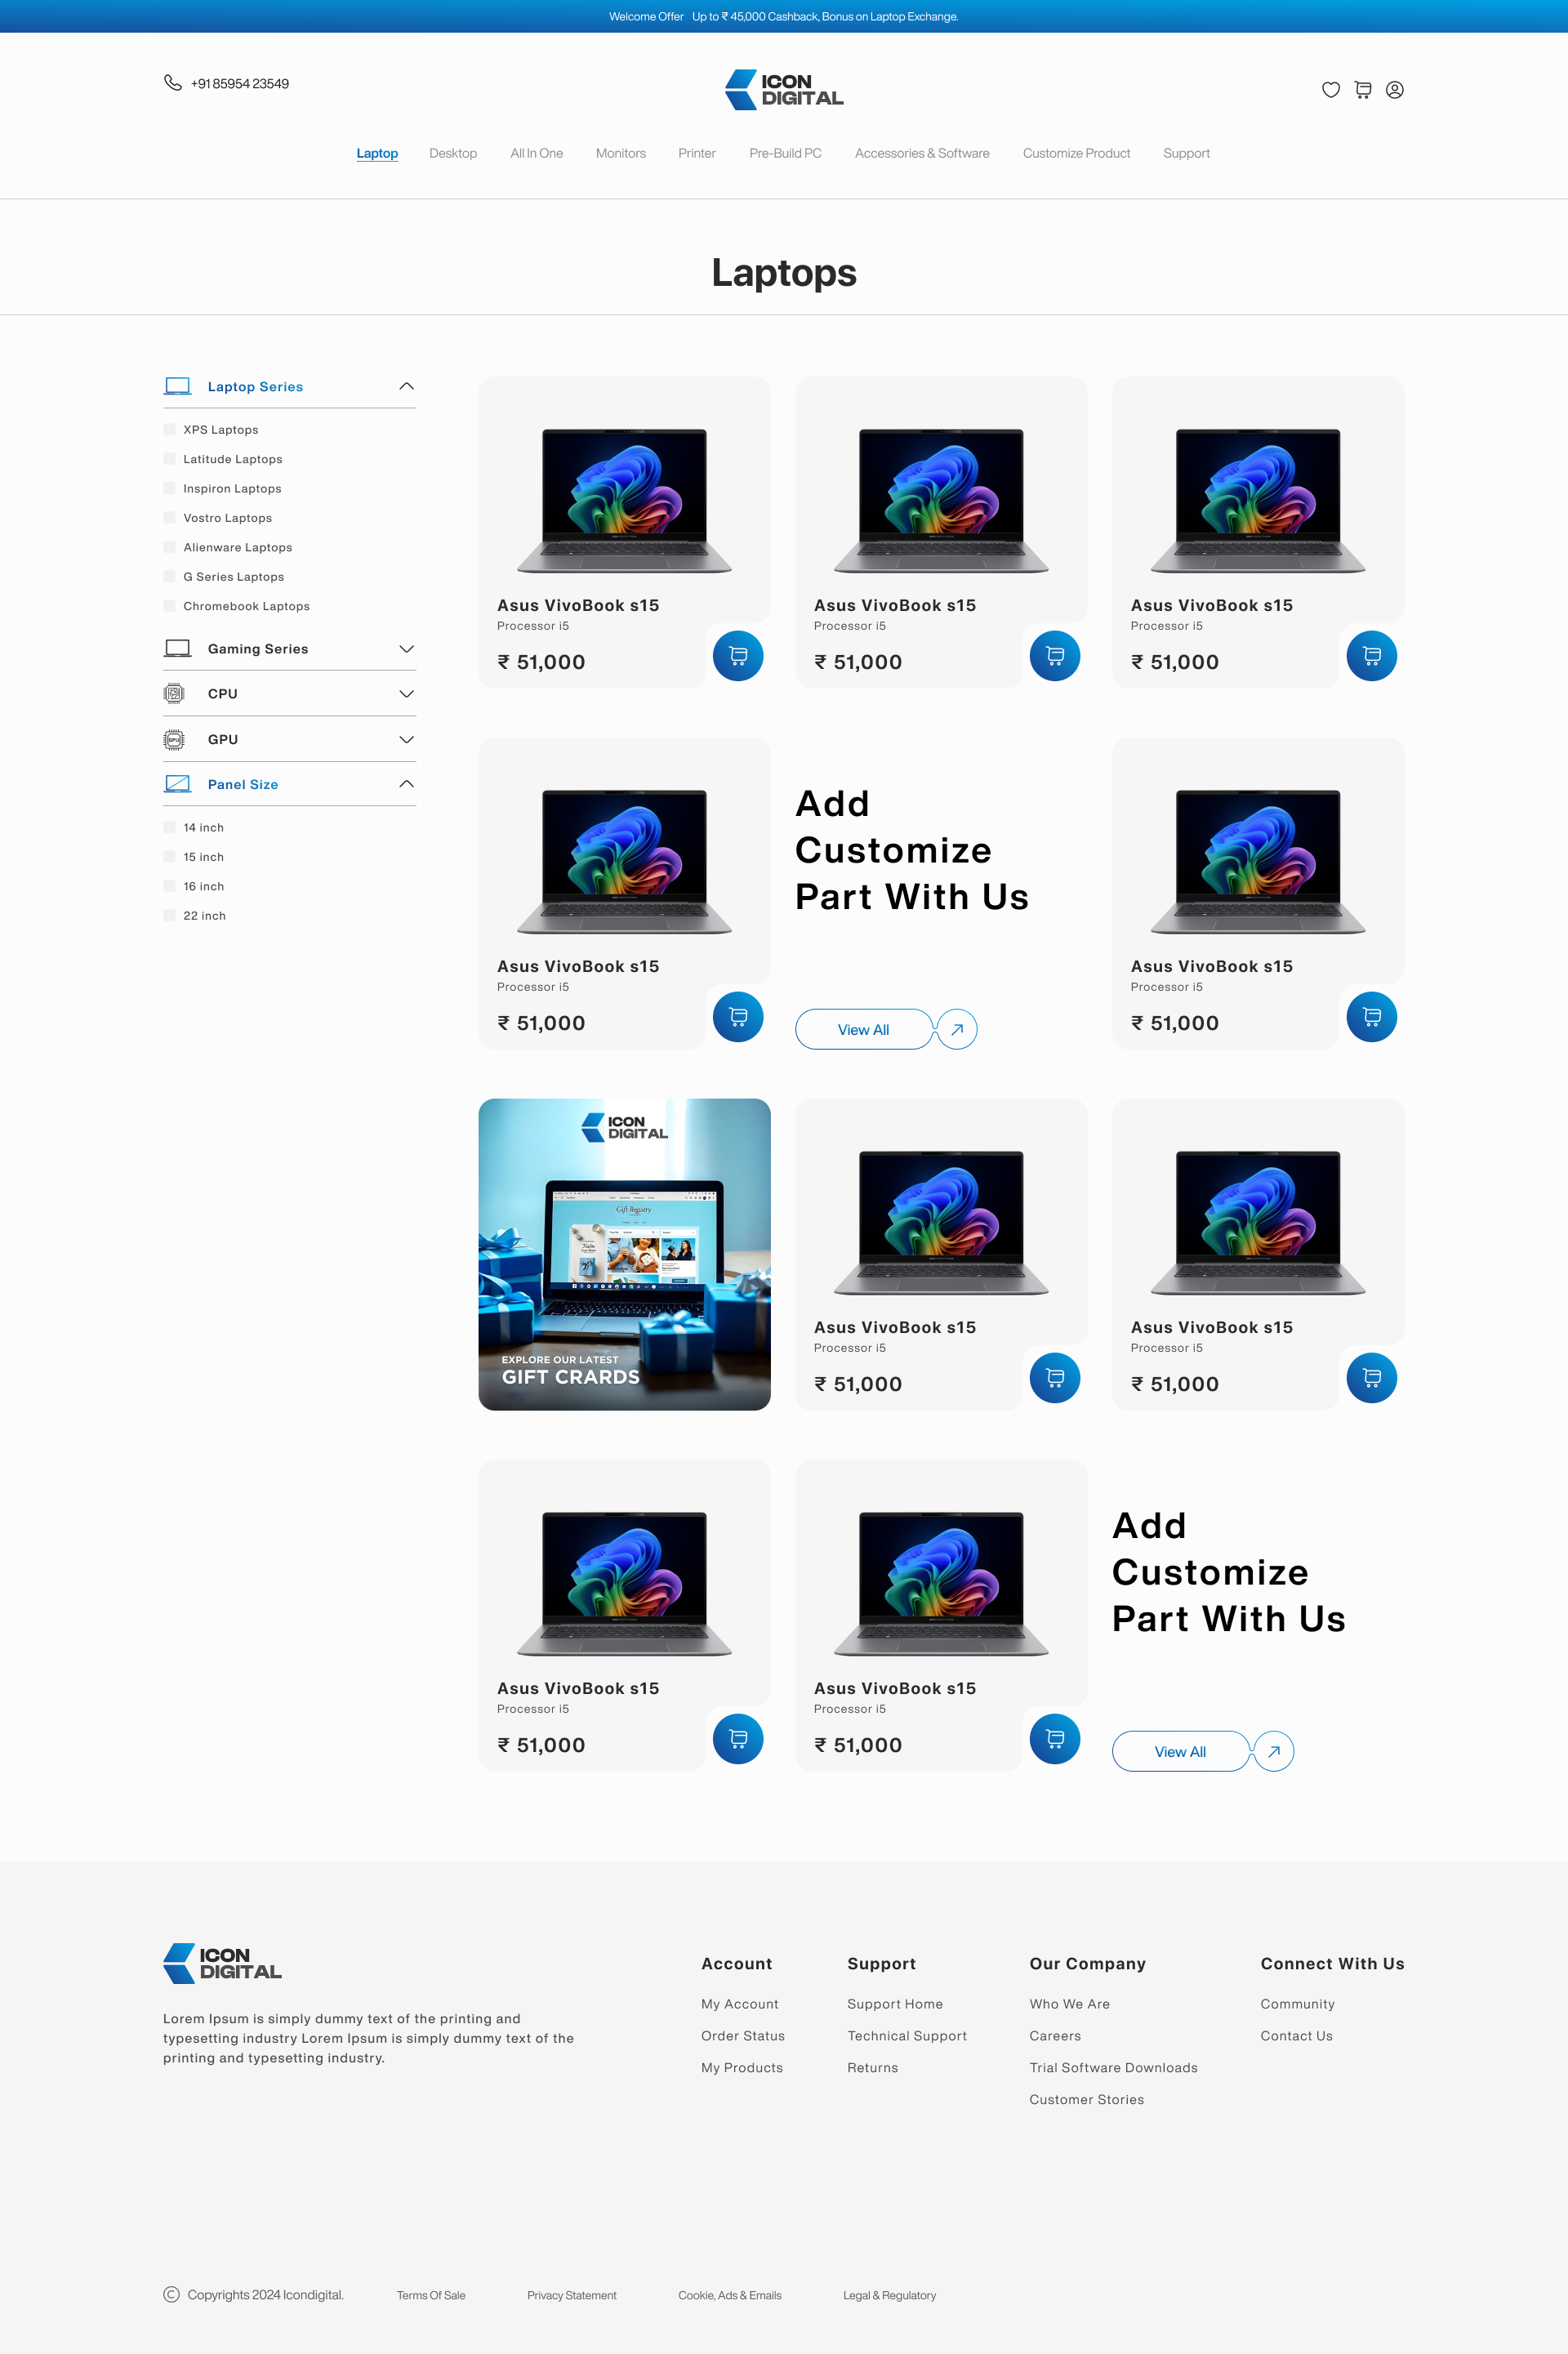 Welcome Offer Up to ₹ 45,000 Cashback, Bonus on Laptop Exchange.
+91 85954 23549
ICON
DIGITAL
Laptop Desktop All In One Monitors Printer Pre-Build PC Accessories & Software Customize Product Support
Laptops
Laptop Series
XPS Laptops
Latitude Laptops
Inspiron Laptops
Vostro Laptops
Alienware Laptops
G Series Laptops
Chromebook Laptops
Gaming Series
CPU
GPU
Panel Size
14 inch
15 inch
16 inch
22 inch
Asus VivoBook s15
Processor i5
₹ 51,000
Asus VivoBook s15
Processor i5
₹ 51,000
Asus VivoBook s15
Processor i5
₹ 51,000
Asus VivoBook s15
Processor i5
₹ 51,000
Add
Customize
Part With Us
View All
Asus VivoBook s15
Processor i5
₹ 51,000
ICON
DIGITAL
Gift Registry
EXPLORE OUR LATEST
GIFT CRARDS
Asus VivoBook s15
Processor i5
₹ 51,000
Asus VivoBook s15
Processor i5
₹ 51,000
Asus VivoBook s15
Processor i5
₹ 51,000
Asus VivoBook s15
Processor i5
₹ 51,000
Add
Customize
Part With Us
View All
ICON
DIGITAL
Lorem Ipsum is simply dummy text of the printing and
typesetting industry Lorem Ipsum is simply dummy text of the
printing and typesetting industry.
Account
My Account
Order Status
My Products
Support
Support Home
Technical Support
Returns
Our Company
Who We Are
Careers
Trial Software Downloads
Customer Stories
Connect With Us
Community
Contact Us
© Copyrights 2024 Icondigital. Terms Of Sale Privacy Statement Cookie, Ads & Emails Legal & Regulatory